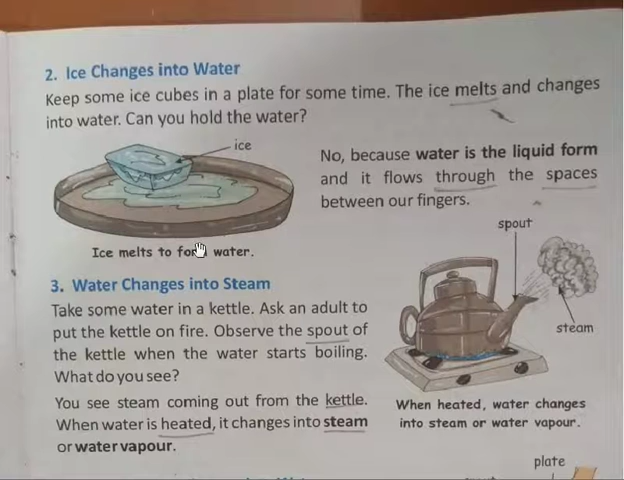 2. Ice Changes into Water
Keep some ice cubes in a plate for some time. The ice melts and changes
into water. Can you hold the water?
ice
No, because water is the liquid form
and it flows through the spaces
between our fingers.
Ice melts to form water.
spout
3. Water Changes into Steam
Take some water in a kettle. Ask an adult to
put the kettle on fire. Observe the spout of
the kettle when the water starts boiling.
What do you see?
steam
You see steam coming out from the kettle.
When water is heated, it changes into steam
or water vapour.
When heated, water changes
into steam or water vapour.
plate